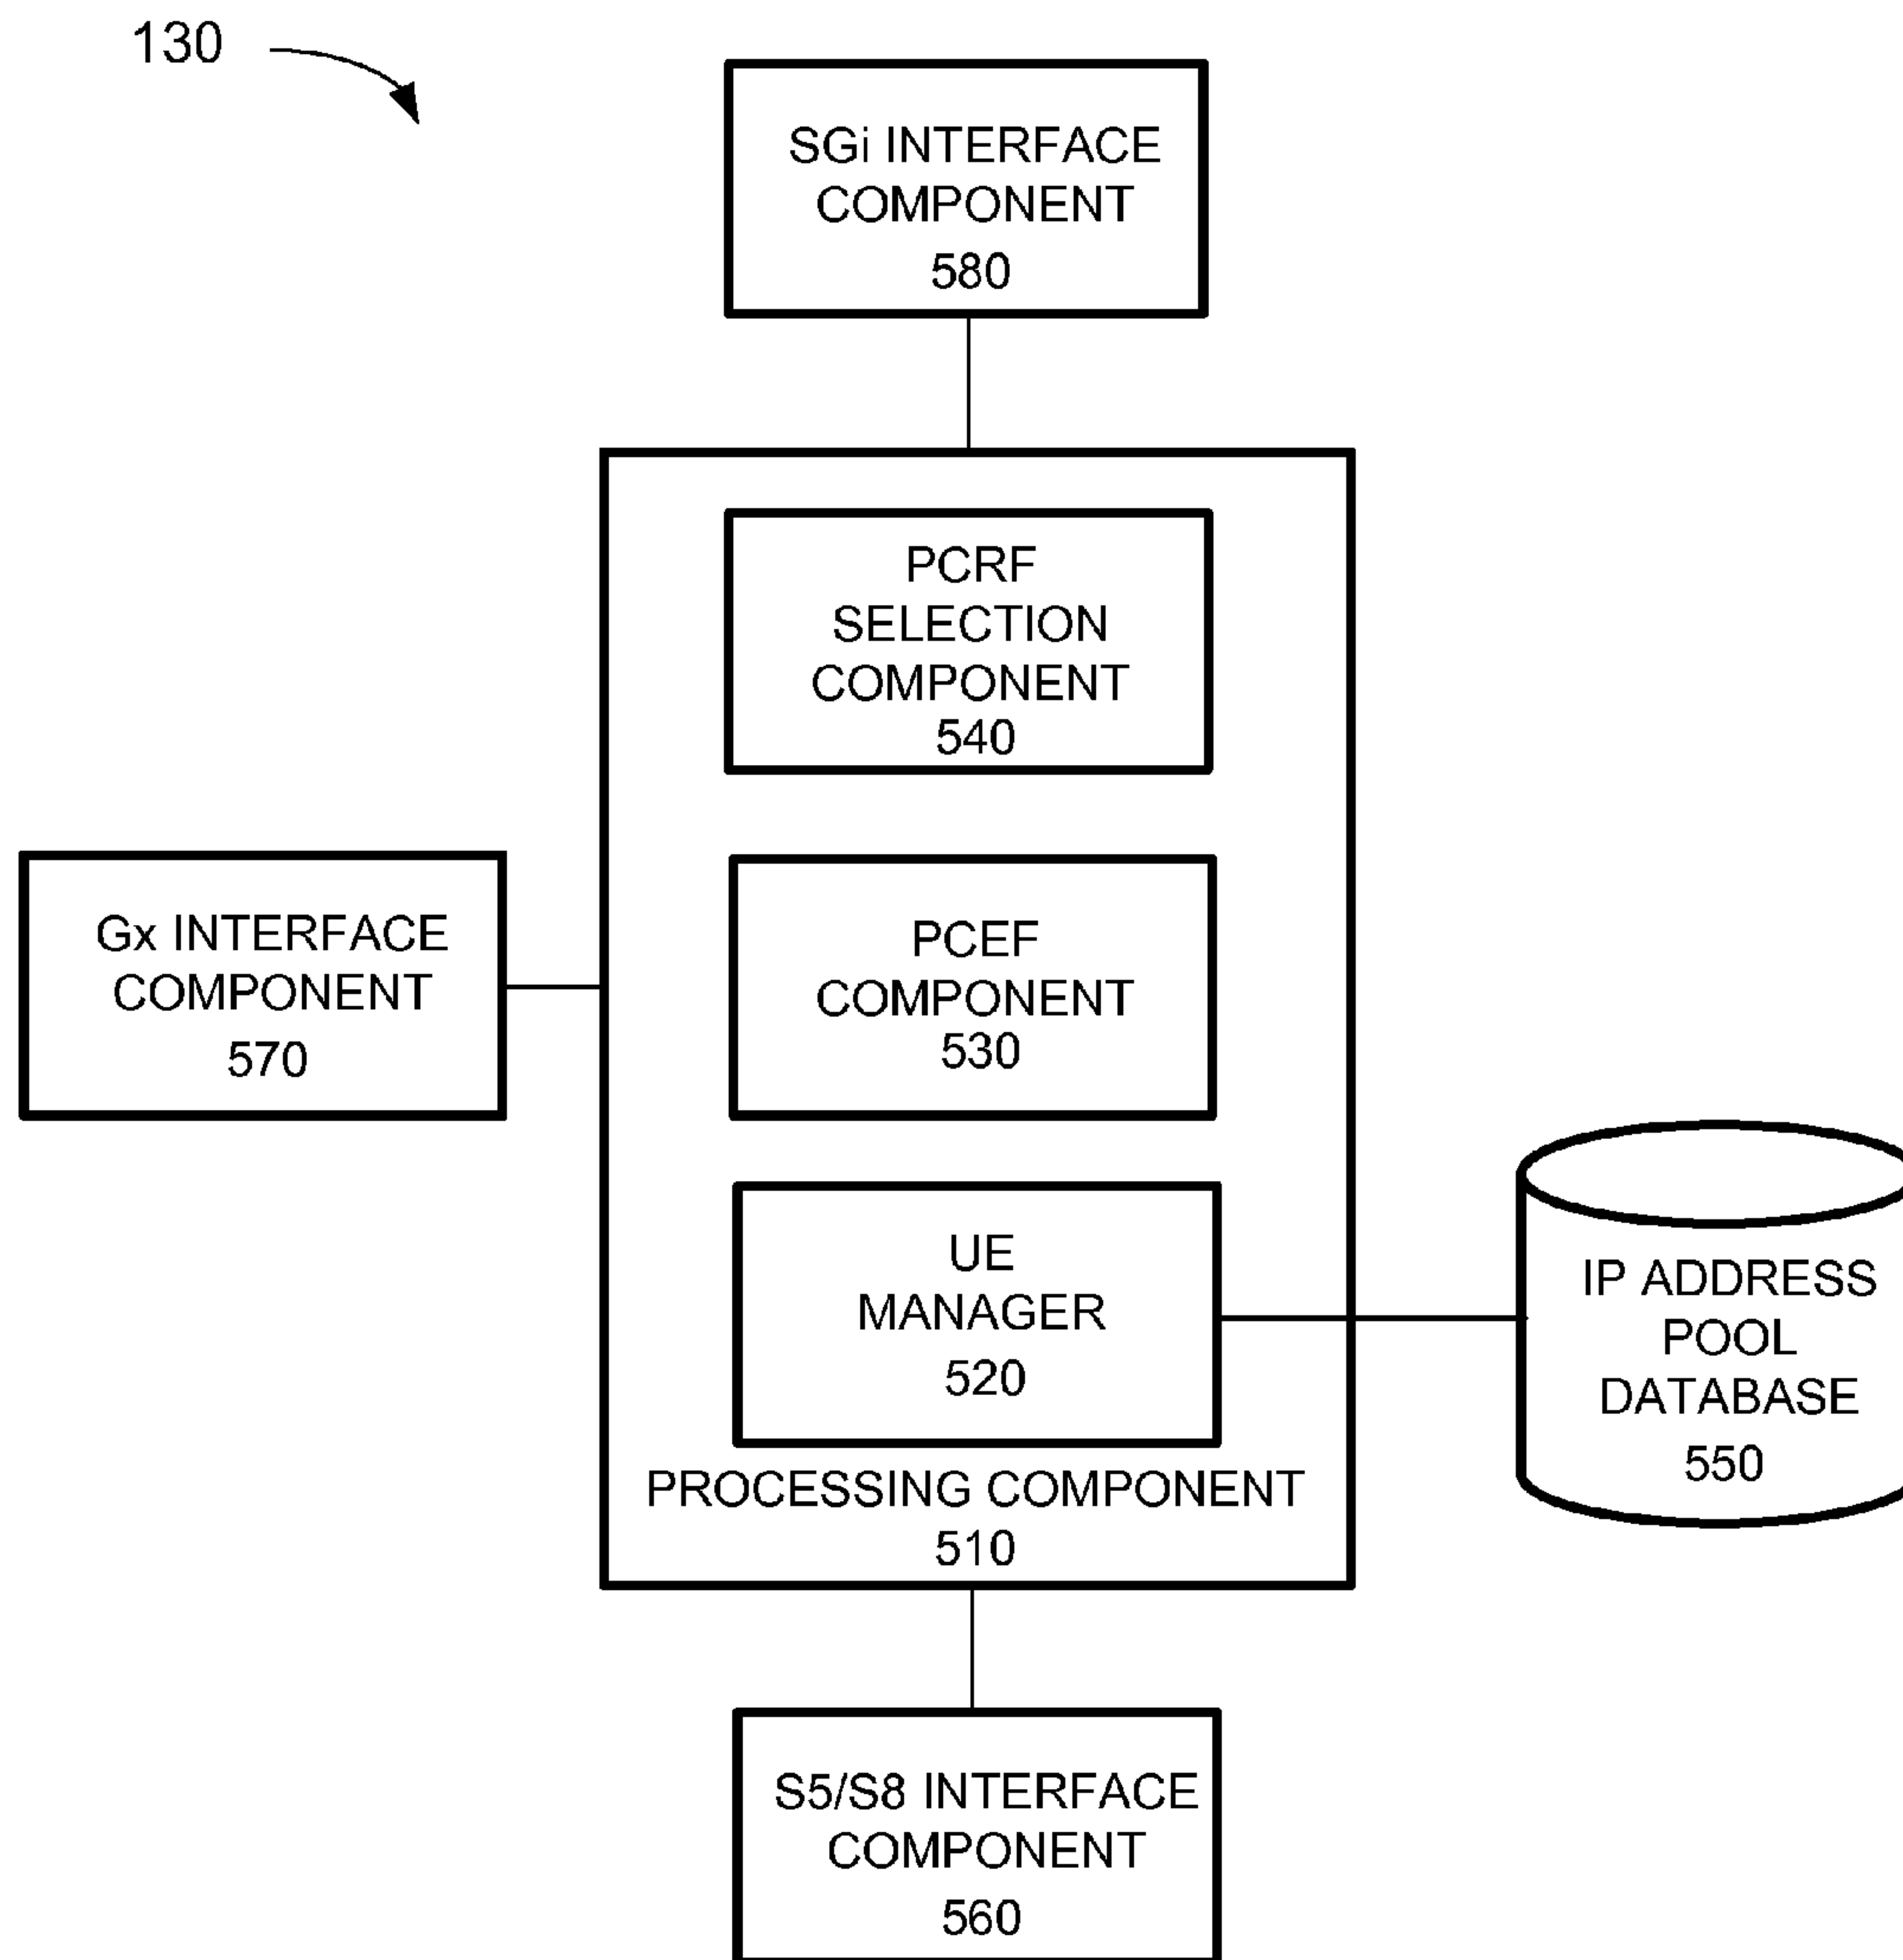 130
SGi INTERFACE
COMPONENT
580
PCRF
SELECTION
COMPONENT
540
Gx INTERFACE
COMPONENT
570
PCEF
COMPONENT
530
UE
MANAGER
520
IP ADDRESS
POOL
DATABASE
550
PROCESSING COMPONENT
510
S5/S8 INTERFACE
COMPONENT
560